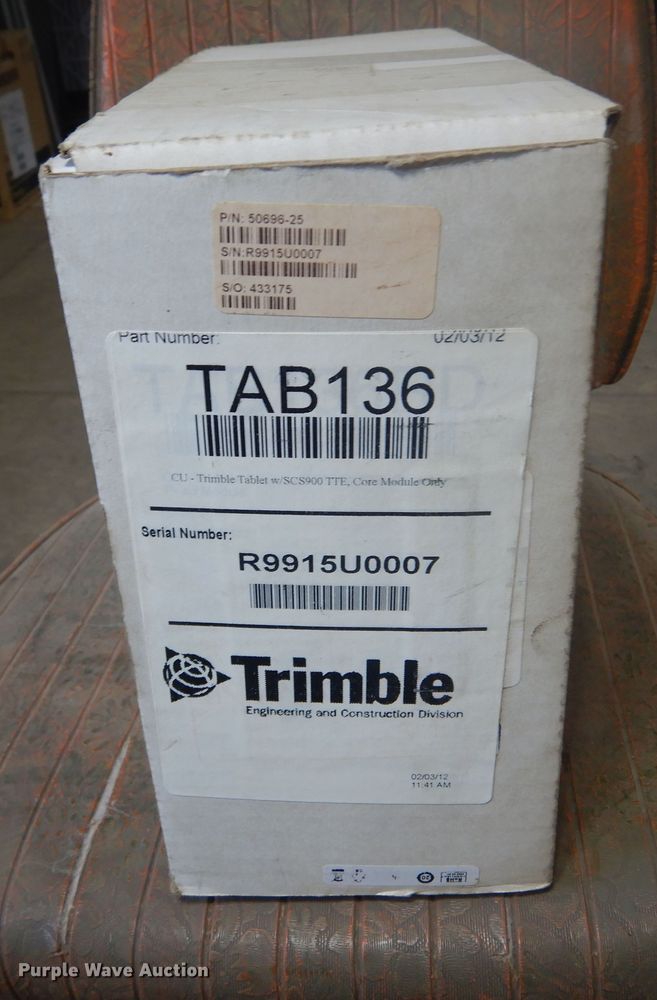 P/N: 50696-25
S/N:R9915U0007
S/O: 433175
Part Number: 02/03/12
TAB136
CU - Trimble Tablet w/SCS900 TTE, Core Module Only
Serial Number:
R9915U0007
Trimble
Engineering and Construction Division
02/03/12
11:41 AM
20
Purple Wave Auction